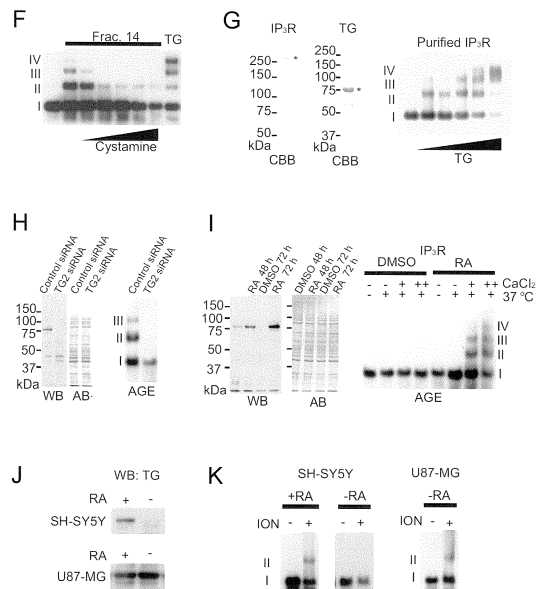 F
Frac. 14 TG
IV
III
II
I
Cystamine
G
IP₃R TG
250
150
100
75
50
kDa
CBB
*
250
150
100
75
50
37
kDa
CBB
*
Purified IP₃R
IV
III
II
I
TG
H
Control siRNA
TG2 siRNA
Control siRNA
TG2 siRNA
Control siRNA
TG2 siRNA
150
100
75
50
37
kDa
WB AB
III
II
I
AGE
I
DMSO 48 h
RA 48 h
DMSO 72 h
RA 72 h
DMSO 48 h
RA 48 h
DMSO 72 h
RA 72 h
150
100
75
50
37
kDa
WB AB
IP₃R
DMSO RA
- - + ++ - - + ++ CaCl₂
- + + + - + + + 37 ºC
IV
III
II
I
AGE
J
WB: TG
RA + -
SH-SY5Y
RA + -
U87-MG
K
SH-SY5Y U87-MG
+RA -RA -RA
ION - + - + ION - +
II
I
II
I